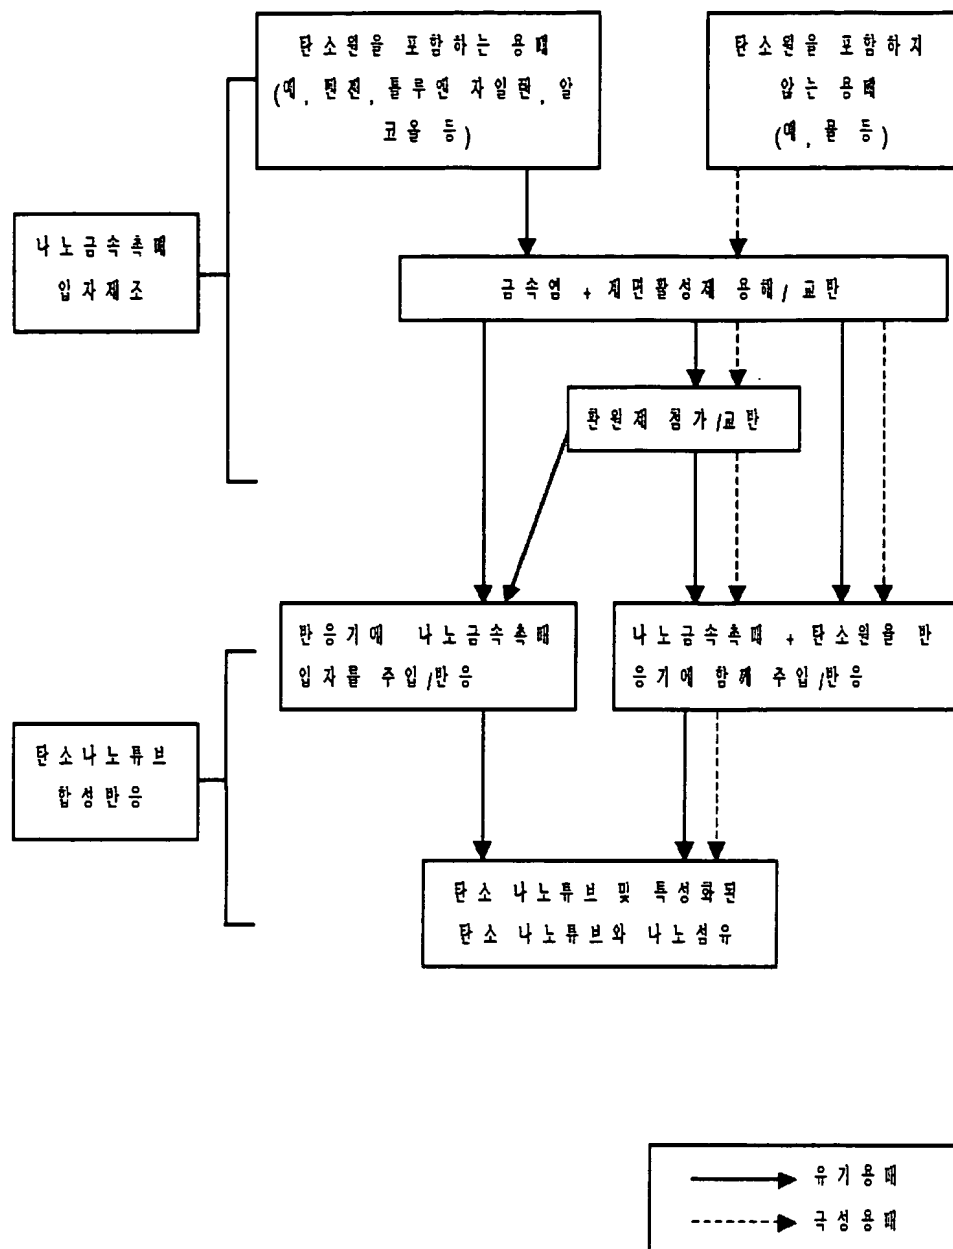 탄소원을 포함하는 용매
(예, 벤젠, 톨루엔 자일렌, 알
코올 등)
탄소원을 포함하지
않는 용매
(예, 물 등)
나노금속촉매
입자제조
금속염 + 계면활성제 용해/ 교반
환원제 첨가/교반
반응기에 나노금속촉매
입자를 주입/반응
나노금속촉매 + 탄소원을 반
응기에 함께 주입/반응
탄소나노튜브
합성반응
탄소 나노튜브 및 특성화된
탄소 나노튜브와 나노섬유
유기용매
극성용매